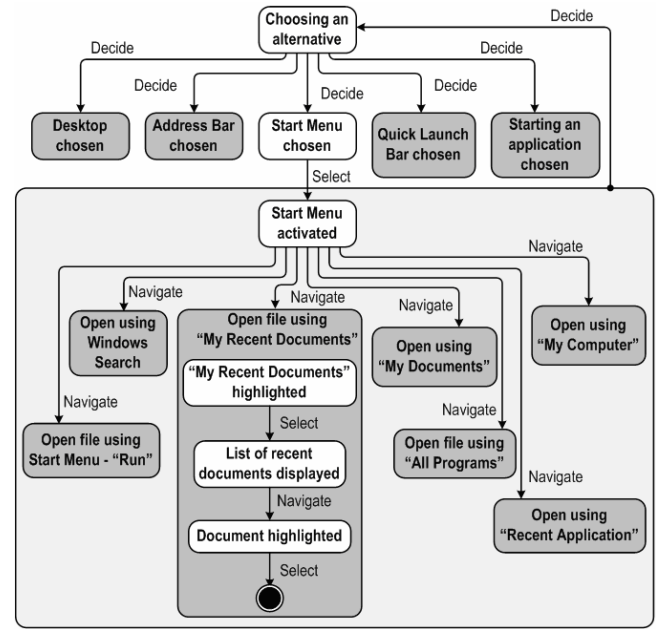 Choosing an
alternative
Decide
Decide
Decide
Decide
Decide
Decide
Desktop
chosen
Address Bar
chosen
Start Menu
chosen
Quick Launch
Bar chosen
Starting an
application
chosen
Select
Start Menu
activated
Navigate
Navigate
Navigate
Navigate
Open using
Windows
Search
Open file using
“My Recent Documents”
Open using
“My Documents”
Open using
“My Computer”
“My Recent Documents”
highlighted
Navigate
Navigate
Select
Open file using
Start Menu - “Run”
List of recent
documents displayed
Open file using
“All Programs”
Navigate
Navigate
Document highlighted
Open using
“Recent Application”
Select